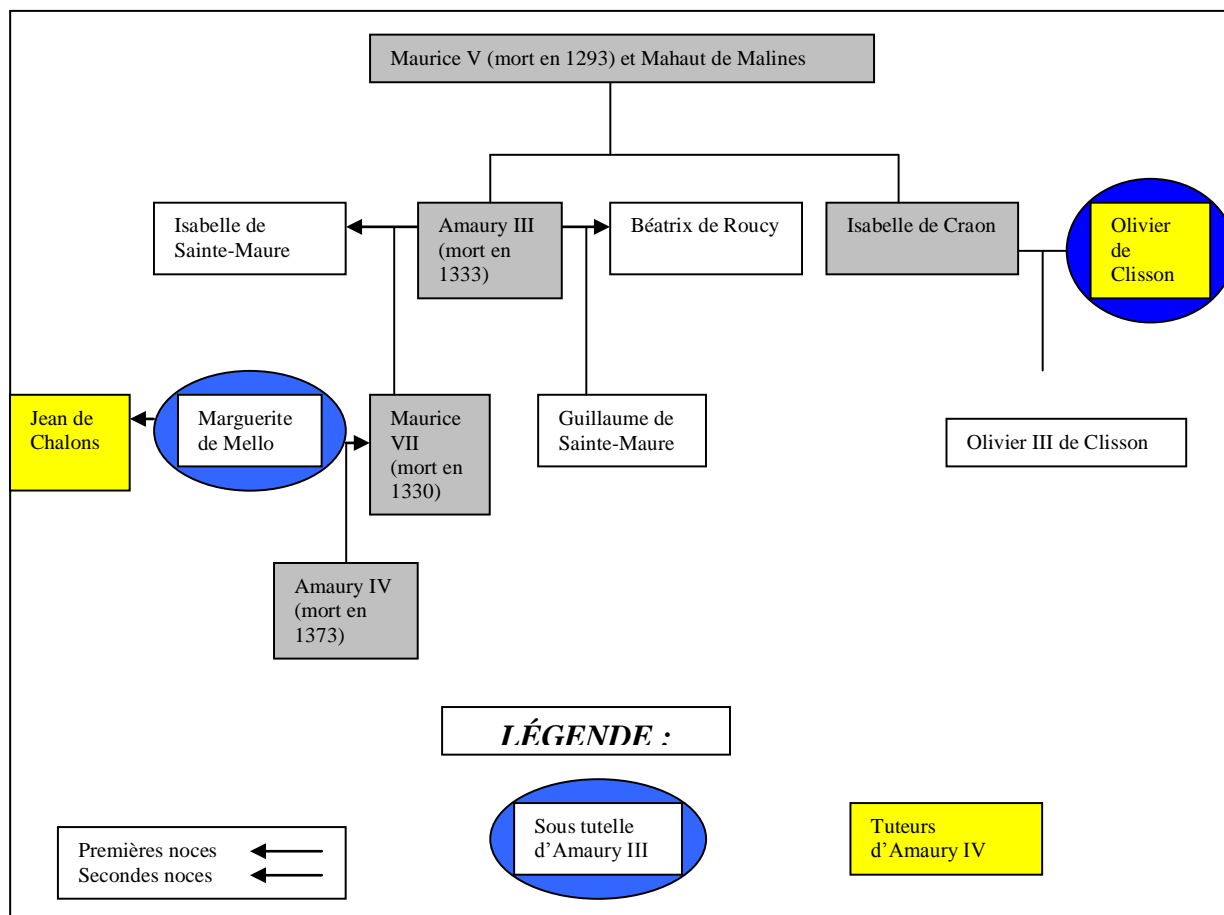 Maurice V (mort en 1293) et Mahaut de Malines
Isabelle de
Sainte-Maure
Amaury III
(mort en
1333)
Béatrix de Roucy
Isabelle de Craon
Olivier
de
Clisson
Jean de
Chalons
Marguerite
de Mello
Maurice
VII
(mort en
1330)
Guillaume de
Sainte-Maure
Olivier III de Clisson
Amaury IV
(mort en
1373)
LÉGENDE :
Premières noces
Secondes noces
Sous tutelle
d'Amaury III
Tuteurs
d'Amaury IV